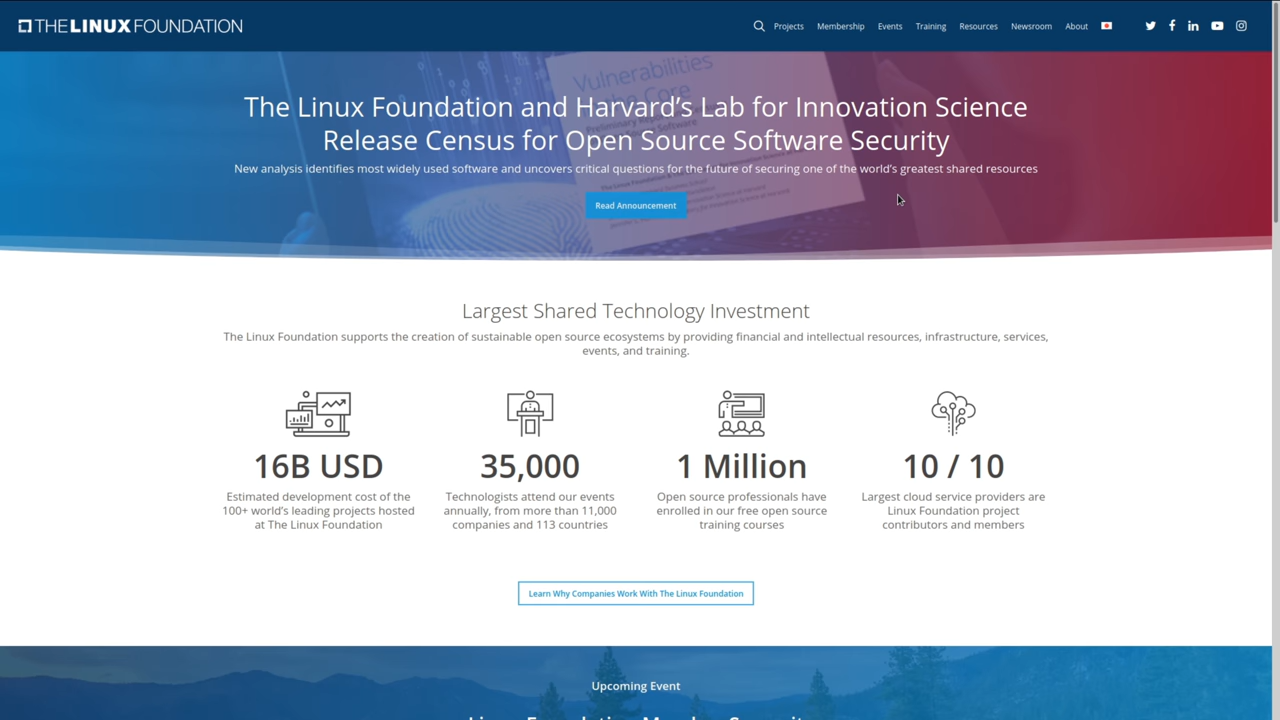 THE LINUX FOUNDATION
Projects Membership Events Training Resources Newsroom About
Vulnerabilities
Core
The Linux Foundation and Harvard’s Lab for Innovation Science
Release Census for Open Source Software Security
New analysis identifies most widely used software and uncovers critical questions for the future of securing one of the world’s greatest shared resources
Read Announcement
Largest Shared Technology Investment
The Linux Foundation supports the creation of sustainable open source ecosystems by providing financial and intellectual resources, infrastructure, services,
events, and training.
16B USD
Estimated development cost of the
100+ world’s leading projects hosted
at The Linux Foundation
35,000
Technologists attend our events
annually, from more than 11,000
companies and 113 countries
1 Million
Open source professionals have
enrolled in our free open source
training courses
10 / 10
Largest cloud service providers are
Linux Foundation project
contributors and members
Learn Why Companies Work With The Linux Foundation
Upcoming Event
Linux Foundation Member Summit